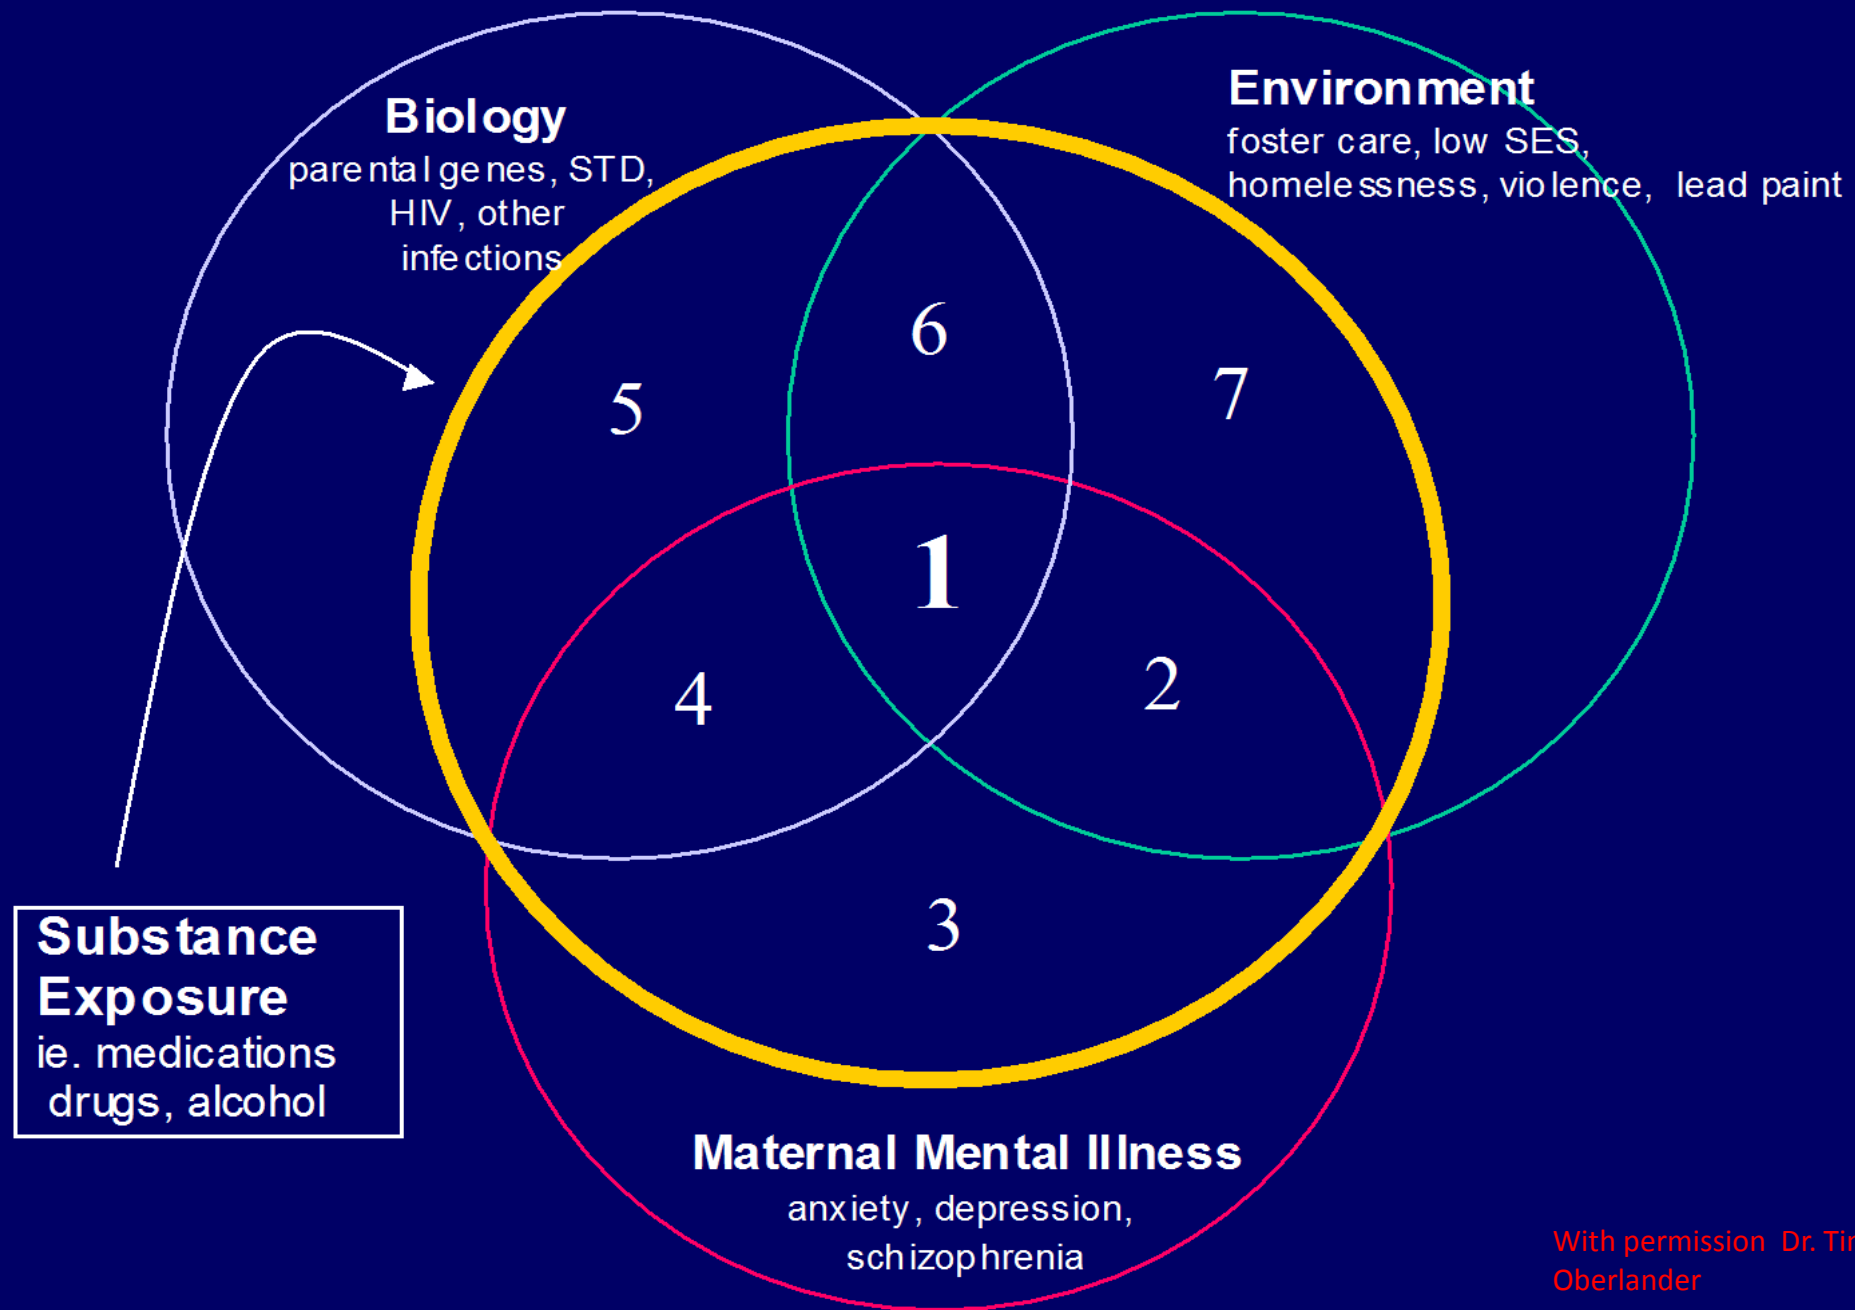 Biology
parental genes, STD,
HIV, other
infections
Environment
foster care, low SES,
homelessness, violence, lead paint
6
5
7
1
4
2
3
Substance
Exposure
ie. medications
drugs, alcohol
Maternal Mental Illness
anxiety, depression,
schizophrenia
With permission Dr.
Oberlander